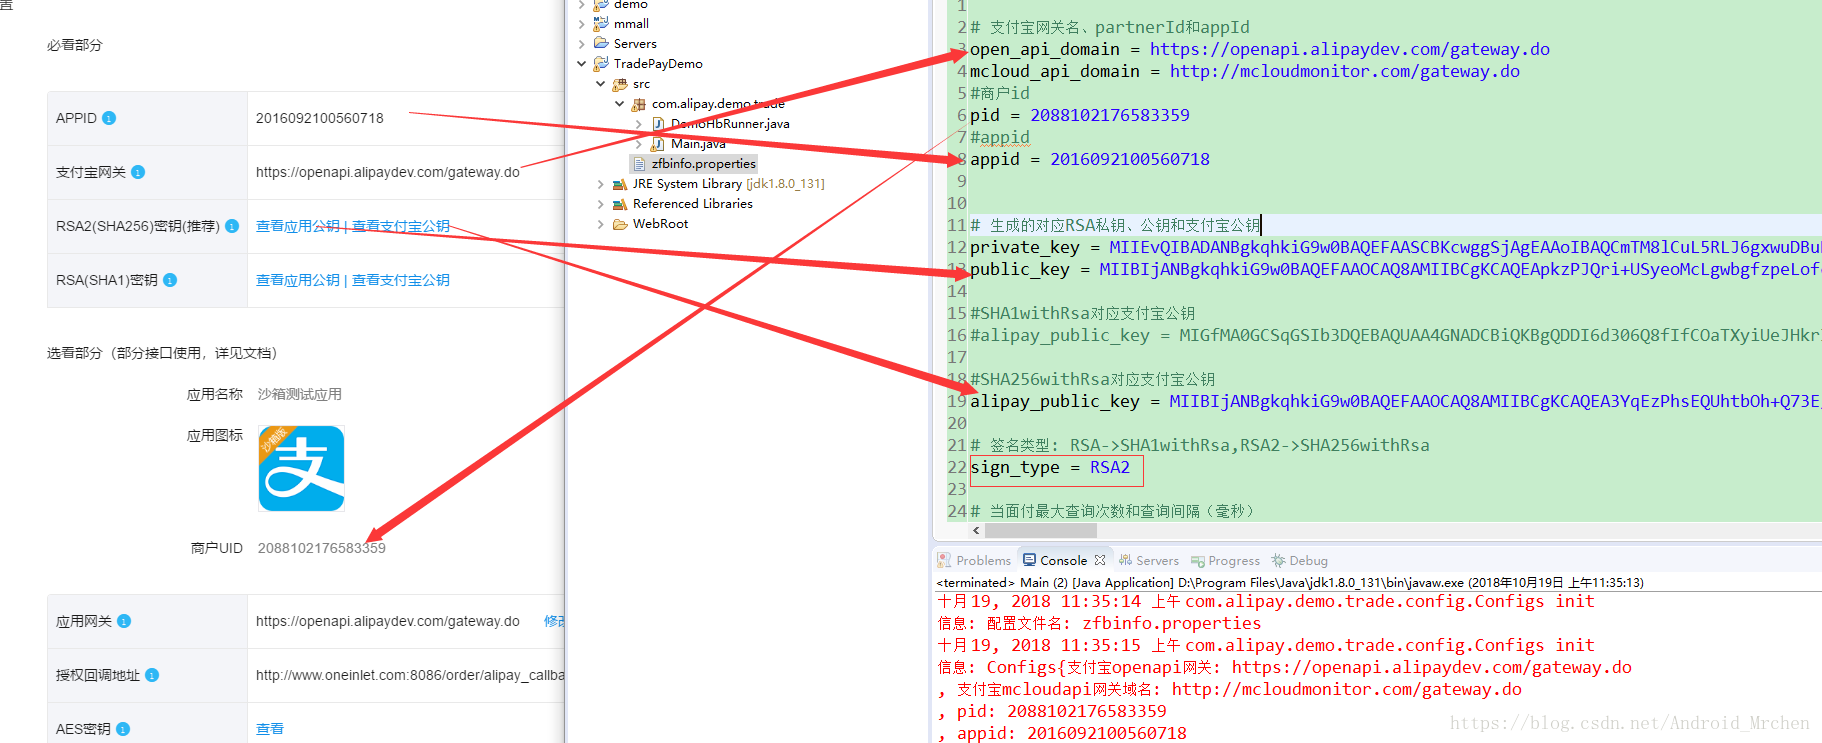 置
必看部分
APPID
2016092100560718
支付宝网关
https://openapi.alipaydev.com/gateway.do
RSA2(SHA256)密钥(推荐)
查看应用公钥 | 查看支付宝公钥
RSA(SHA1)密钥
查看应用公钥 | 查看支付宝公钥
选看部分（部分接口使用，详见文档）
应用名称 沙箱测试应用
应用图标
沙箱版
支
商户UID 2088102176583359
应用网关
https://openapi.alipaydev.com/gateway.do 修改
授权回调地址
http://www.oneinlet.com:8086/order/alipay_callba
AES密钥
查看
demo
mmall
Servers
TradePayDemo
src
com.alipay.demo.trade
DemoHbRunner.java
Main.java
zfbinfo.properties
JRE System Library [jdk1.8.0_131]
Referenced Libraries
WebRoot
1
2 # 支付宝网关名、partnerId和appId
3 open_api_domain = https://openapi.alipaydev.com/gateway.do
4 mcloud_api_domain = http://mcloudmonitor.com/gateway.do
5 #商户id
6 pid = 2088102176583359
7 #appid
8 appid = 2016092100560718
9
10
11 # 生成的对应RSA私钥、公钥和支付宝公钥
12 private_key = MIIEvQIBADANBgkqhkiG9w0BAQEFAASCBKcwggSjAgEAAoIBAQCmTM8lCuL5RLJ6gxwuDBu
13 public_key = MIIBIjANBgkqhkiG9w0BAQEFAAOCAQ8AMIIBCgKCAQEApkzPJQri+USyeoMcLgwbgfzpeLof
14
15 #SHA1withRsa对应支付宝公钥
16 #alipay_public_key = MIGfMA0GCSqGSIb3DQEBAQUAA4GNADCBiQKBgQDDI6d306Q8fIfCOaTXyiUeJHkr
17
18 #SHA256withRsa对应支付宝公钥
19 alipay_public_key = MIIBIjANBgkqhkiG9w0BAQEFAAOCAQ8AMIIBCgKCAQEA3YqEzPhsEQUhtbOh+Q73E
20
21 # 签名类型: RSA->SHA1withRsa,RSA2->SHA256withRsa
22 sign_type = RSA2
23
24 # 当面付最大查询次数和查询间隔（毫秒）
Problems Console Servers Progress Debug
<terminated> Main (2) [Java Application] D:\Program Files\Java\jdk1.8.0_131\bin\javaw.exe (2018年10月19日 上午11:35:13)
十月 19, 2018 11:35:14 上午 com.alipay.demo.trade.config.Configs init
信息: 配置文件名: zfbinfo.properties
十月 19, 2018 11:35:15 上午 com.alipay.demo.trade.config.Configs init
信息: Configs{支付宝openapi网关: https://openapi.alipaydev.com/gateway.do
, 支付宝mcloudapi网关域名: http://mcloudmonitor.com/gateway.do
, pid: 2088102176583359
, appid: 2016092100560718
https://blog.csdn.net/Android_Mrchen